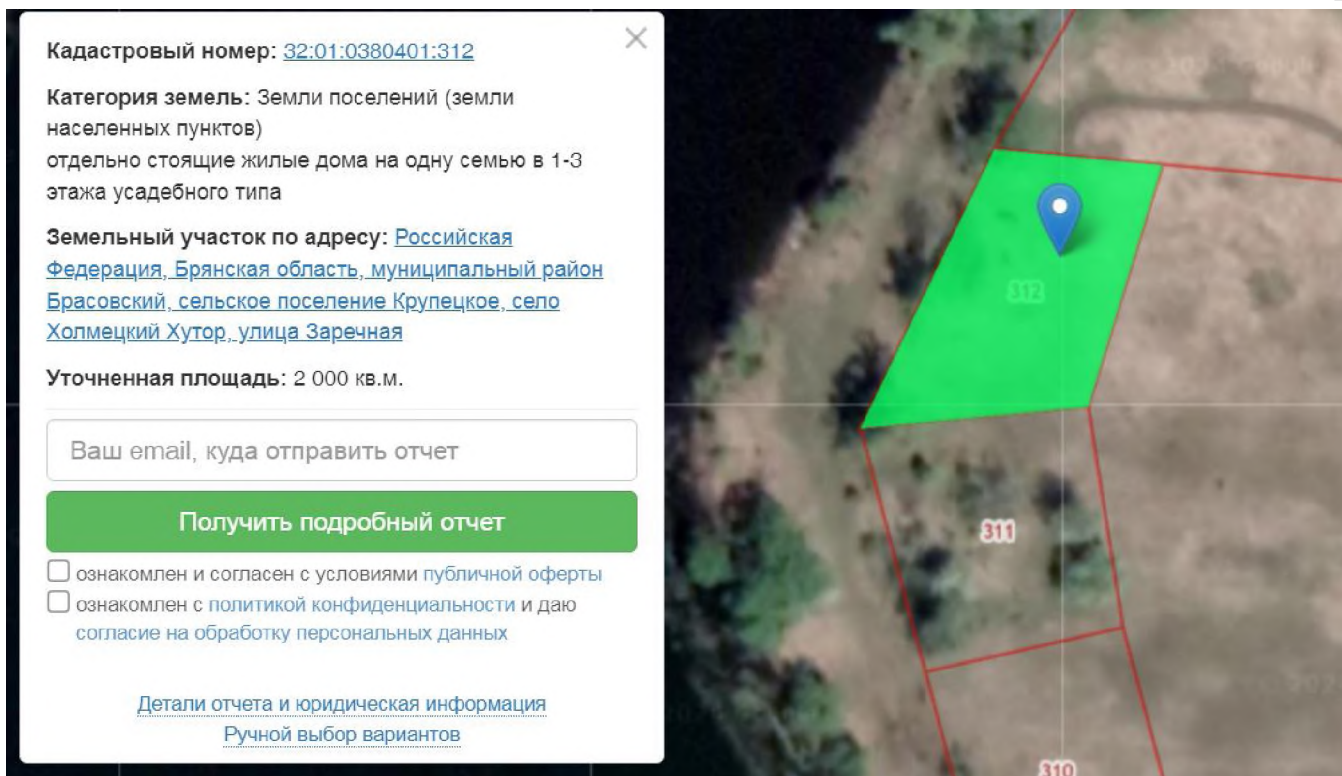 Кадастровый номер: 32:01:0380401:312
Категория земель: Земли поселений (земли
населенных пунктов)
отдельно стоящие жилые дома на одну семью в 1-3
этажа усадебного типа
Земельный участок по адресу: Российская
Федерация, Брянская область, муниципальный район
Брасовский, сельское поселение Крупецкое, село
Холмецкий Хутор, улица Заречная
Уточненная площадь: 2 000 кв.м.
Ваш email, куда отправить отчет
Получить подробный отчет
ознакомлен и согласен с условиями публичной оферты
ознакомлен с политикой конфиденциальности и даю
согласие на обработку персональных данных
Детали отчета и юридическая информация
Ручной выбор вариантов
312
311
310